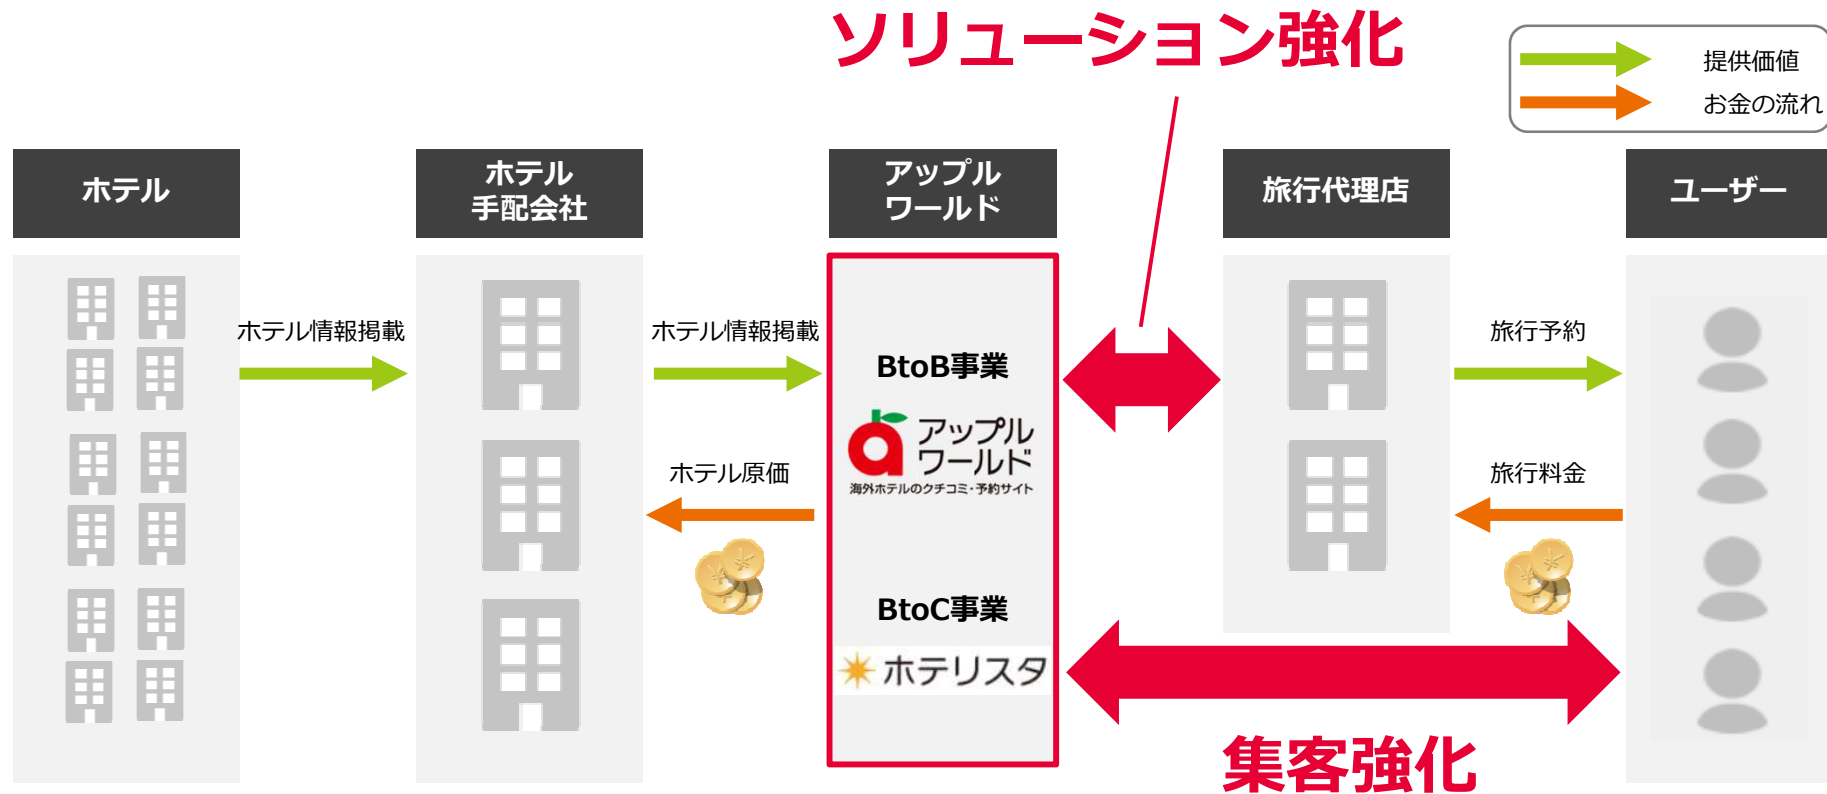 ソリューション強化
提供価値
お金の流れ
ホテル
ホテル
手配会社
アップル
ワールド
旅行代理店
ユーザー
ホテル情報掲載
ホテル情報掲載
旅行予約
BtoB事業
アップル
ワールド
海外ホテルのクチコミ・予約サイト
ホテル原価
旅行料金
BtoC事業
ホテリスタ
集客強化